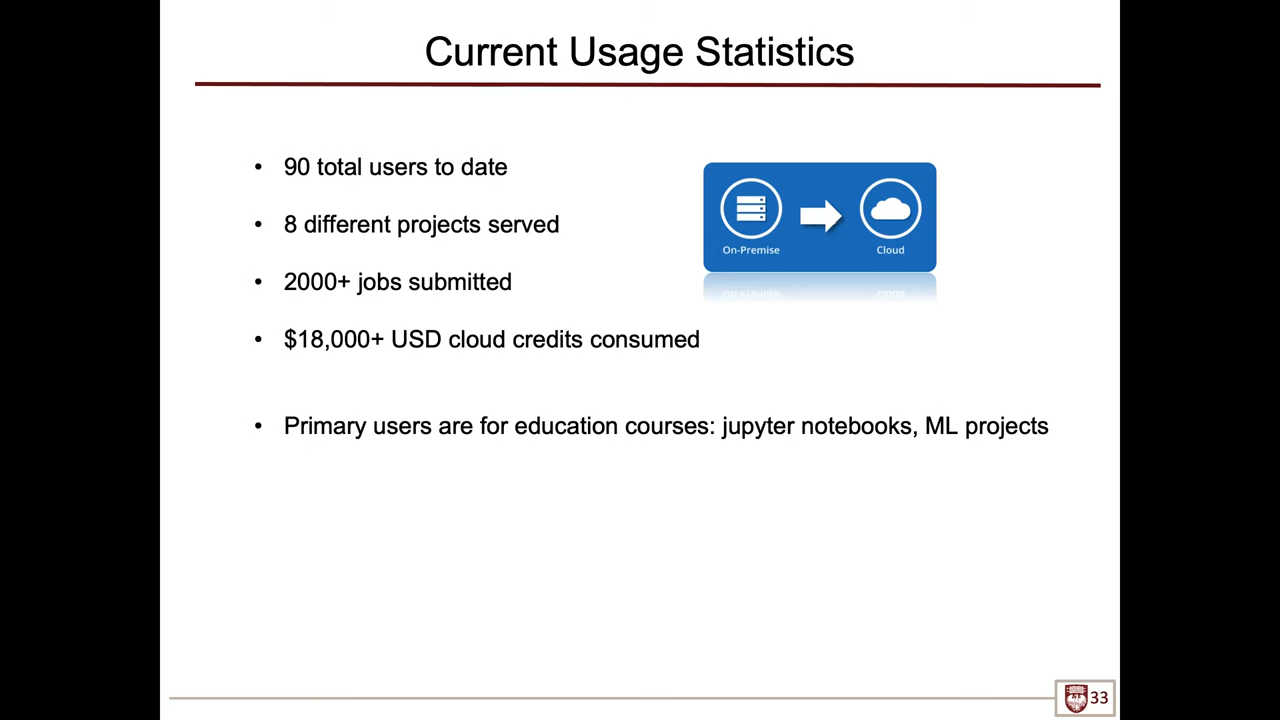 Current Usage Statistics
• 90 total users to date
• 8 different projects served
• 2000+ jobs submitted
• $18,000+ USD cloud credits consumed
• Primary users are for education courses: jupyter notebooks, ML projects
On-Premise
Cloud
33